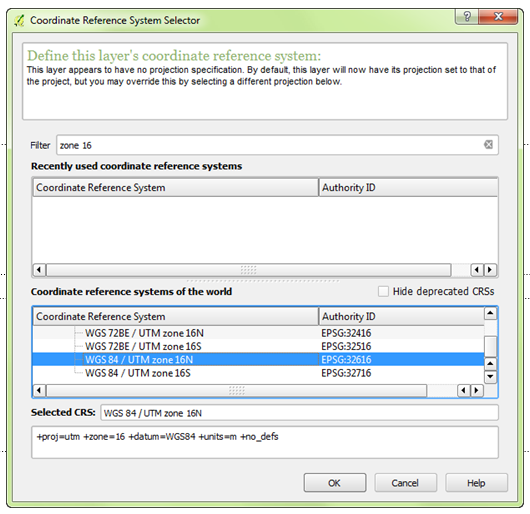 Coordinate Reference System Selector
Define this layer's coordinate reference system:
This layer appears to have no projection specification. By default, this layer will now have its projection set to that of
the project, but you may override this by selecting a different projection below.
Filter zone 16
Recently used coordinate reference systems
Coordinate Reference System Authority ID
Coordinate reference systems of the world Hide deprecated CRSs
Coordinate Reference System Authority ID
WGS 72BE / UTM zone 16N EPSG:32416
WGS 72BE / UTM zone 16S EPSG:32516
WGS 84 / UTM zone 16N EPSG:32616
WGS 84 / UTM zone 16S EPSG:32716
Selected CRS: WGS 84 / UTM zone 16N
+proj=utm +zone=16 +datum=WGS84 +units=m +no_defs
OK Cancel Help